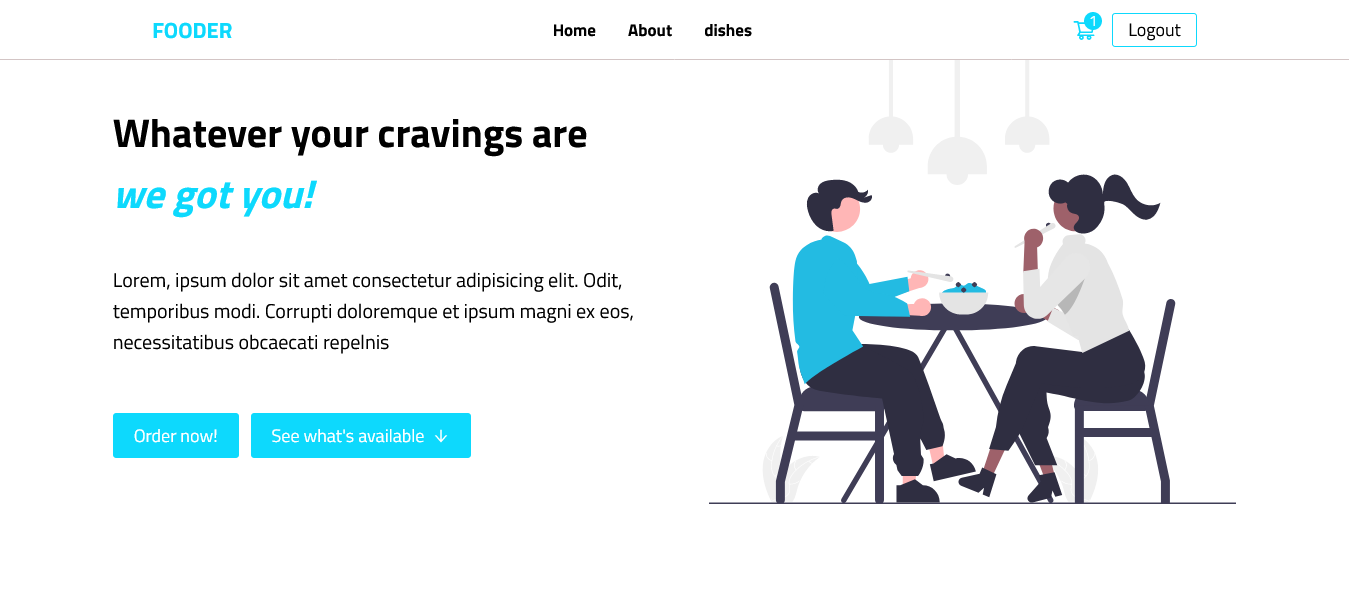 FOODER
Home About dishes
1
Logout
Whatever your cravings are
we got you!
Lorem, ipsum dolor sit amet consectetur adipisicing elit. Odit,
temporibus modi. Corrupti doloremque et ipsum magni ex eos,
necessitatibus obcaecati repelnis
Order now!
See what's available ↓